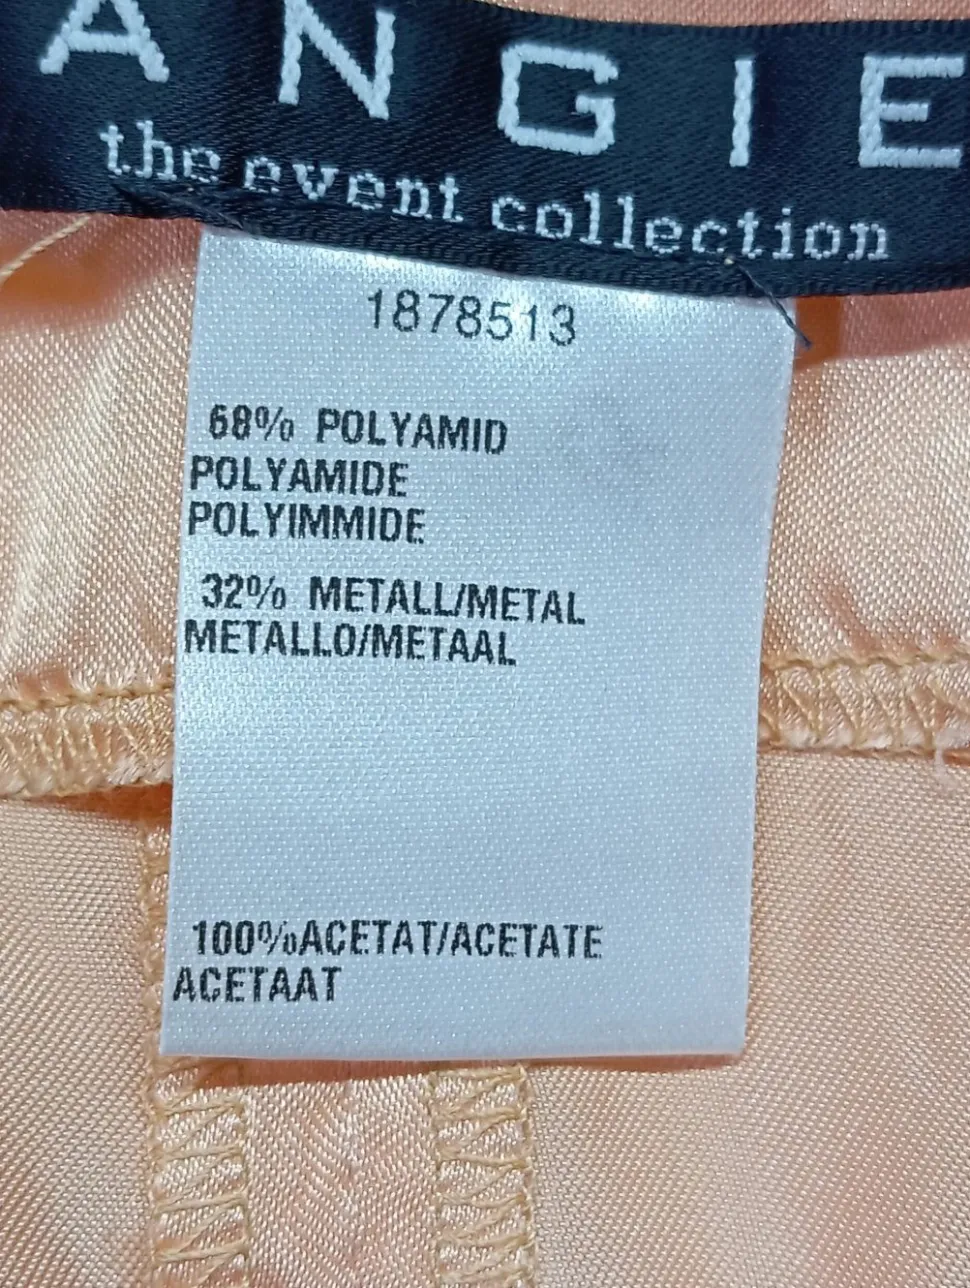 ANGIE
the event collection
1878513
68% POLYAMID
POLYAMIDE
POLYIMMIDE
32% METALL/METAL
METALLO/METAAL
100%ACETAT/ACETATE
ACETAAT